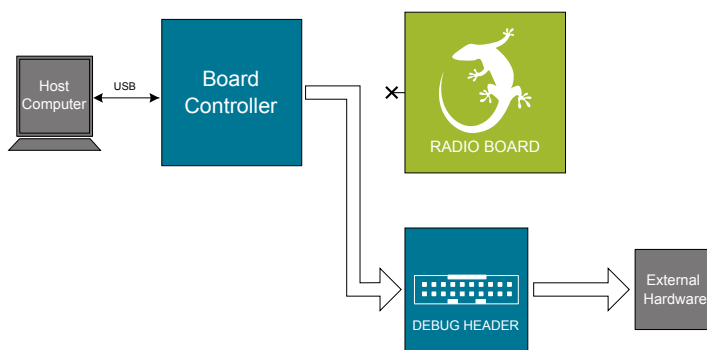 Host
Computer
USB
Board
Controller
RADIO BOARD
DEBUG HEADER
External
Hardware